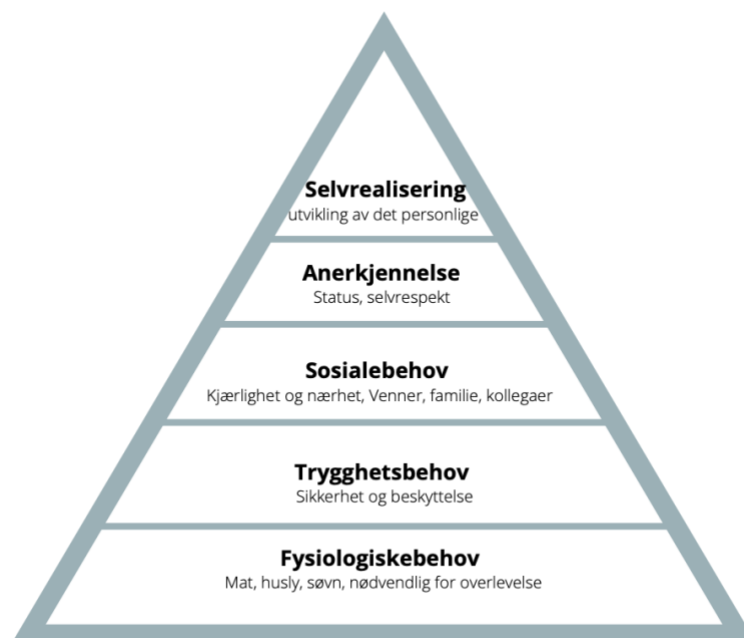 Selvrealisering
utvikling av det personlige
Anerkjennelse
Status, selvrespekt
Sosialebehov
Kjærlighet og nærhet, Venner, familie, kollegaer
Trygghetsbehov
Sikkerhet og beskyttelse
Fysiologiskebehov
Mat, husly, søvn, nødvendlig for overlevelse